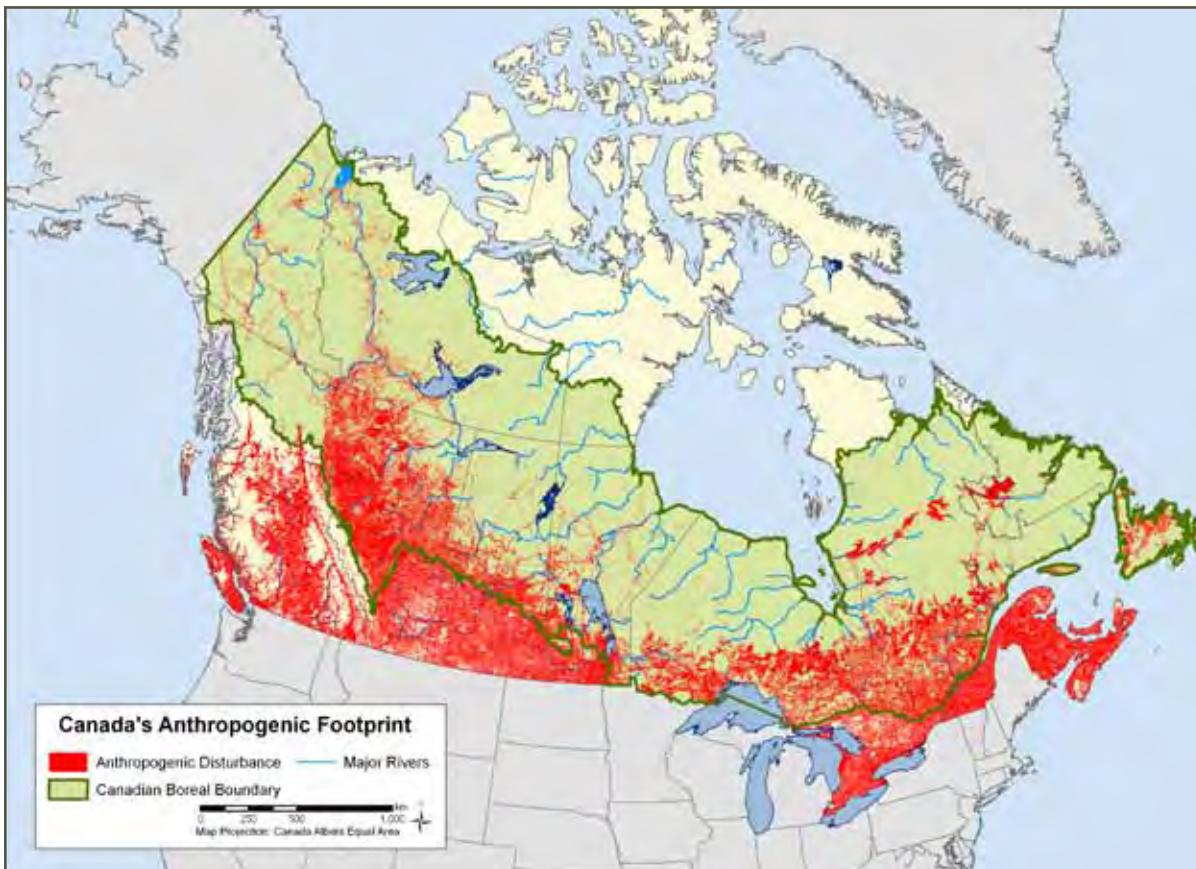 Canada's Anthropogenic Footprint
Anthropogenic Disturbance
Major Rivers
Canadian Boreal Boundary
km
0 250 500 1,000
Map Projection: Canada Albers Equal Area